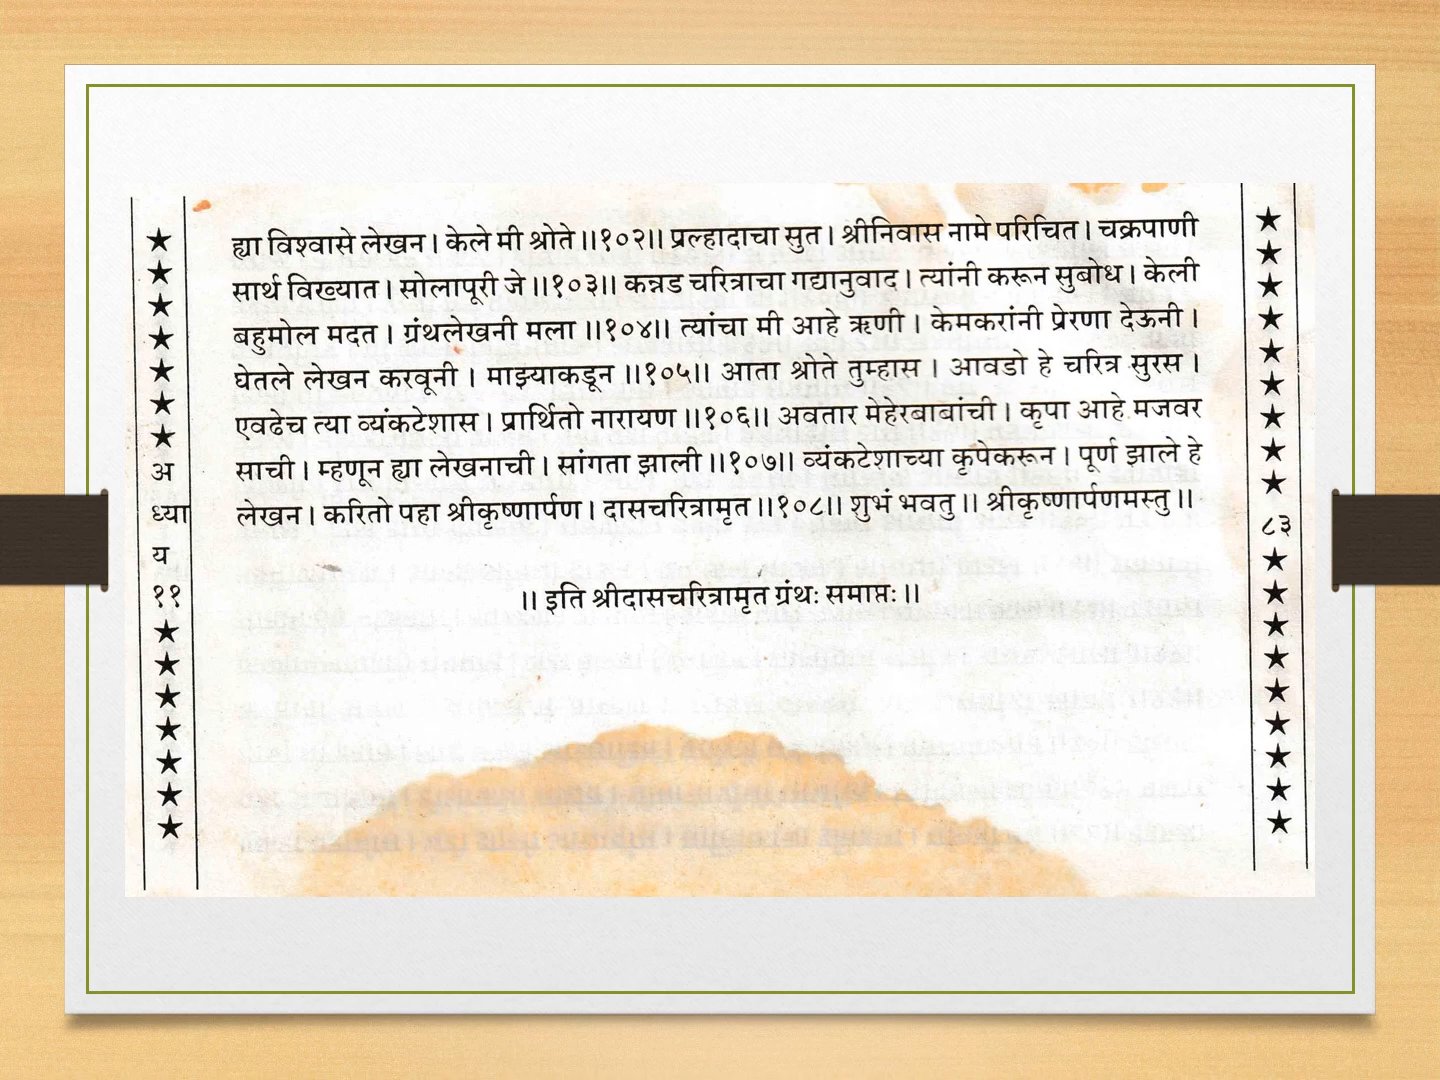 ह्या विश्वासे लेखन । केले मी श्रोते ॥१०२॥ प्रल्हादाचा सुत । श्रीनिवास नामे परिचित । चक्रपाणी
सार्थ विख्यात । सोलापूरी जे ॥१०३॥ कन्नड चरित्राचा गद्यानुवाद । त्यांनी करून सुबोध । केली
बहुमोल मदत । ग्रंथलेखनी मला ॥१०४॥ त्यांचा मी आहे ऋणी । केमकरांनी प्रेरणा देऊनी ।
घेतले लेखन करवूनी । माझ्याकडून ॥१०५॥ आता श्रोते तुम्हास । आवडो हे चरित्र सुरस ।
एवढेच त्या व्यंकटेशास । प्रार्थितो नारायण ॥१०६॥ अवतार मेहेरबाबांची । कृपा आहे मजवर
साची । म्हणून ह्या लेखनाची । सांगता झाली ॥१०७॥ व्यंकटेशाच्या कृपेकरून । पूर्ण झाले हे
लेखन । करितो पहा श्रीकृष्णार्पण । दासचरित्रामृत ॥१०८॥ शुभं भवतु ॥ श्रीकृष्णार्पणमस्तु ॥
॥ इति श्रीदासचरित्रामृत ग्रंथः समाप्तः ॥
अ
ध्या
य
११
८३